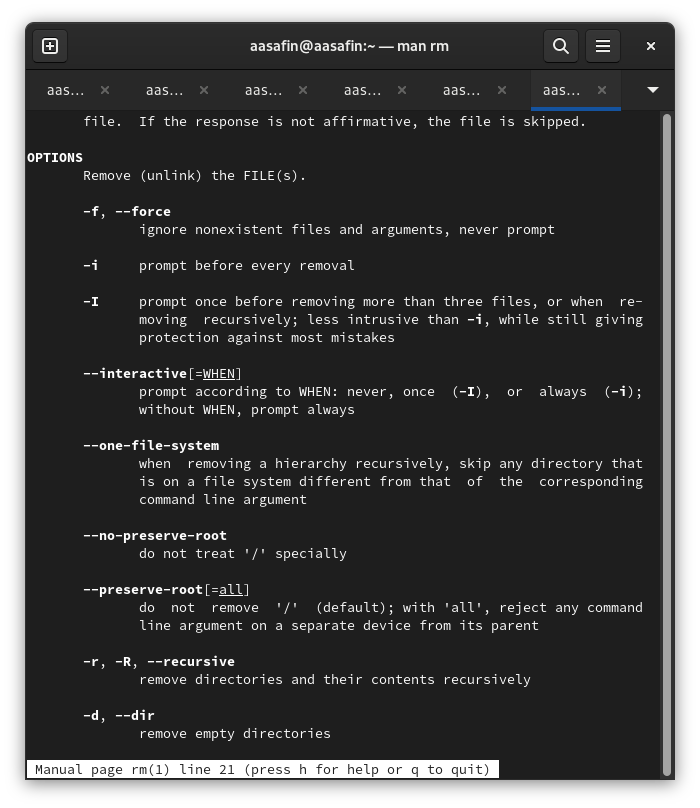 aasafin@aasafin:~ — man rm
aas… × aas… × aas… × aas… × aas… × aas… ×
file.  If the response is not affirmative, the file is skipped.
OPTIONS
Remove (unlink) the FILE(s).
-f, --force
ignore nonexistent files and arguments, never prompt
-i     prompt before every removal
-I     prompt once before removing more than three files, or when  re-
moving  recursively; less intrusive than -i, while still giving
protection against most mistakes
--interactive[=WHEN]
prompt according to WHEN: never, once  (-I),  or  always  (-i);
without WHEN, prompt always
--one-file-system
when  removing a hierarchy recursively, skip any directory that
is on a file system different from that  of  the  corresponding
command line argument
--no-preserve-root
do not treat '/' specially
--preserve-root[=all]
do  not  remove  '/'  (default); with 'all', reject any command
line argument on a separate device from its parent
-r, -R, --recursive
remove directories and their contents recursively
-d, --dir
remove empty directories
Manual page rm(1) line 21 (press h for help or q to quit)